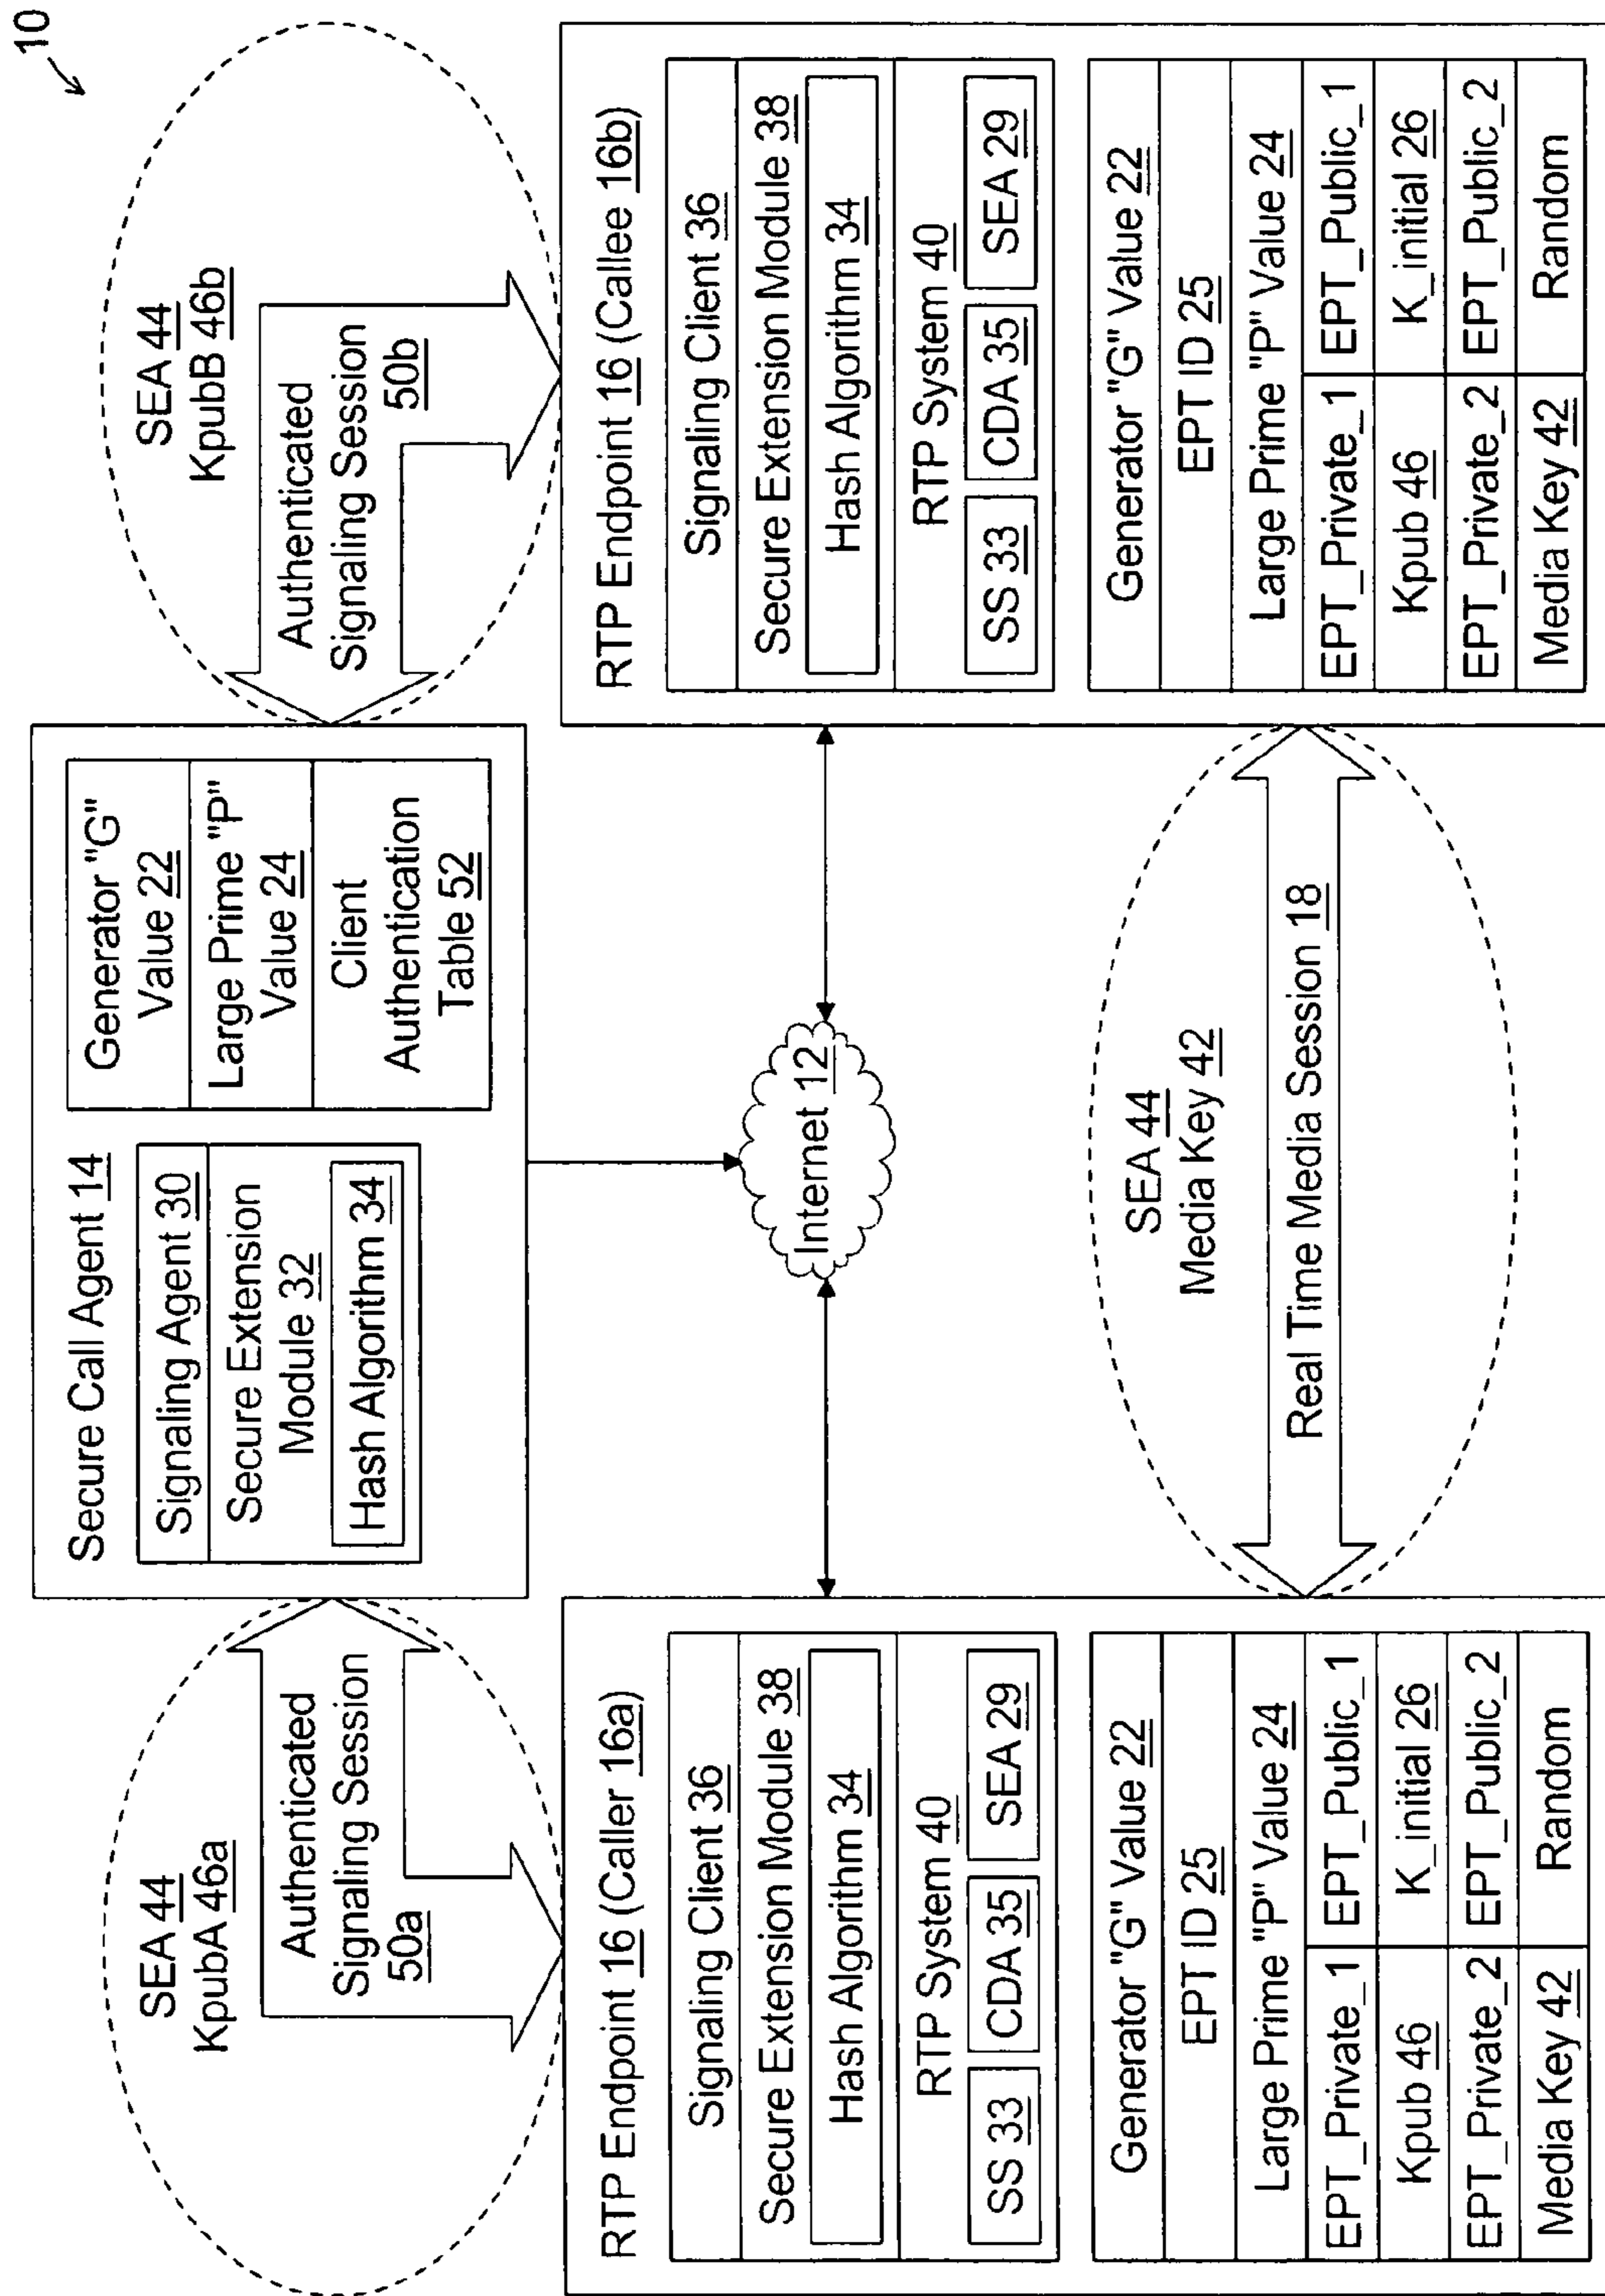 10
SEA 44
KpubA 46a
Authenticated
Signaling Session
50a
Secure Call Agent 14
Signaling Agent 30
Secure Extension
Module 32
Hash Algorithm 34
Generator "G"
Value 22
Large Prime "P"
Value 24
Client
Authentication
Table 52
SEA 44
KpubB 46b
Authenticated
Signaling Session
50b
RTP Endpoint 16 (Caller 16a)
Signaling Client 36
Secure Extension Module 38
Hash Algorithm 34
RTP System 40
SS 33
CDA 35
SEA 29
Generator "G" Value 22
EPT ID 25
Large Prime "P" Value 24
EPT_Private_1
EPT_Public_1
Kpub 46
K_initial 26
EPT_Private_2
EPT_Public_2
Media Key 42
Random
Internet 12
SEA 44
Media Key 42
Real Time Media Session 18
RTP Endpoint 16 (Callee 16b)
Signaling Client 36
Secure Extension Module 38
Hash Algorithm 34
RTP System 40
SS 33
CDA 35
SEA 29
Generator "G" Value 22
EPT ID 25
Large Prime "P" Value 24
EPT_Private_1
EPT_Public_1
Kpub 46
K_initial 26
EPT_Private_2
EPT_Public_2
Media Key 42
Random